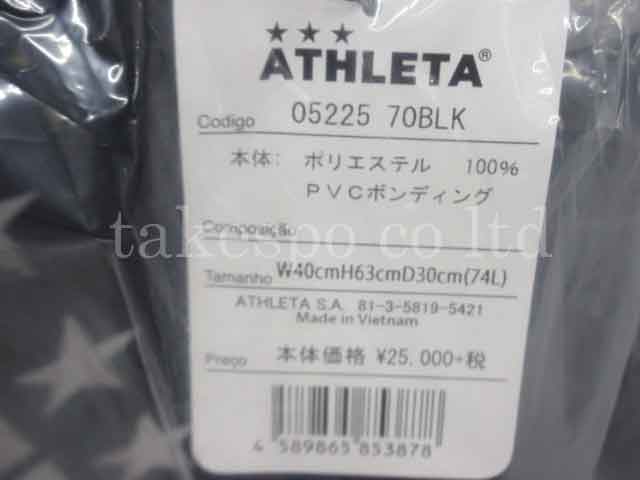 ★★★
ATHLETA®
Codigo 05225 70BLK
本体: ポリエステル 100%
PVCボンディング
Composição
takespo co ltd
Tamanho W40cmH63cmD30cm(74L)
ATHLETA S.A. 81-3-5819-5421
Made in Vietnam
Preço 本体価格 ¥25,000+税
4 589865 853878